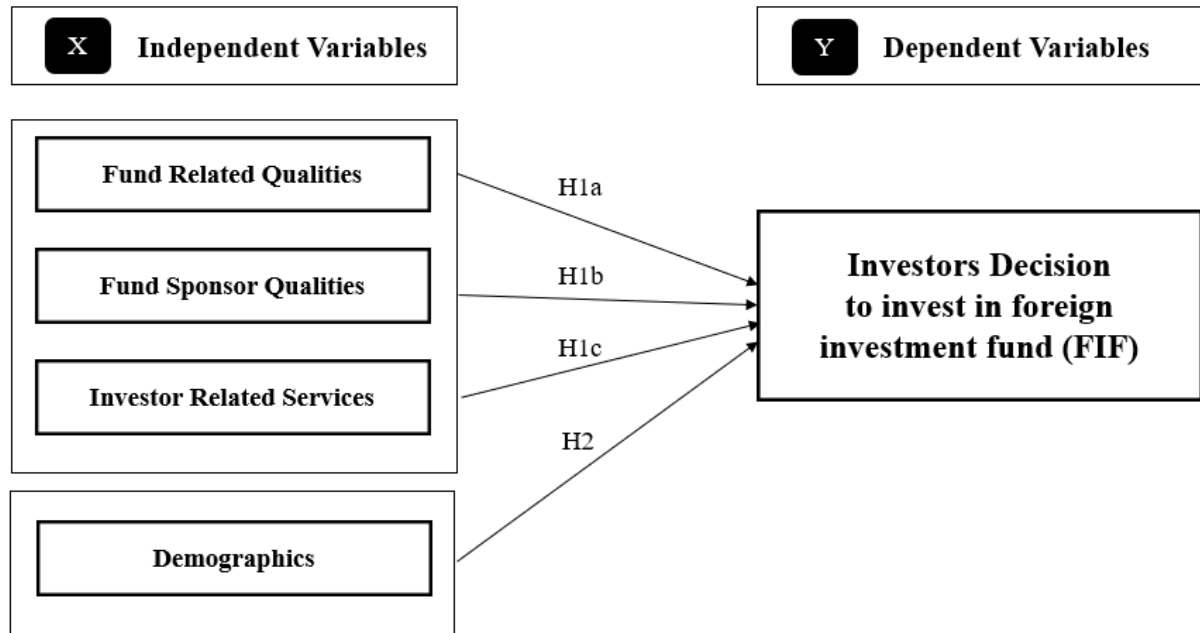 X Independent Variables
Y Dependent Variables
Fund Related Qualities
Fund Sponsor Qualities
Investor Related Services
Demographics
H1a
H1b
H1c
H2
Investors Decision
to invest in foreign
investment fund (FIF)